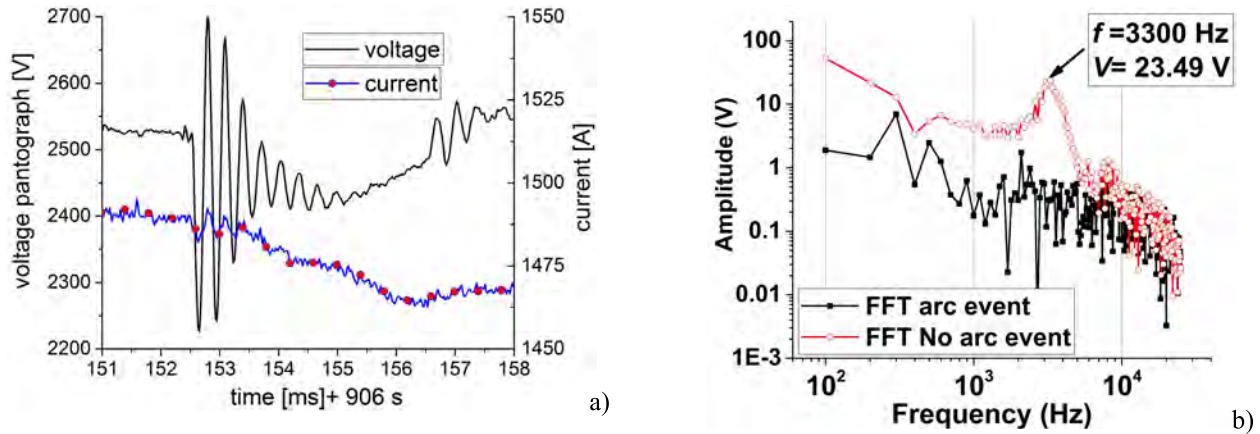 2700
2600
2500
2400
2300
2200
voltage pantograph [V]
voltage
current
1550
1525
1500
1475
1450
current [A]
151 152 153 154 155 156 157 158
time [ms]+ 906 s
a)
100
10
1
0.1
0.01
1E-3
Amplitude (V)
f =3300 Hz
V= 23.49 V
FFT arc event
FFT No arc event
10² 10³ 10⁴
Frequency (Hz)
b)